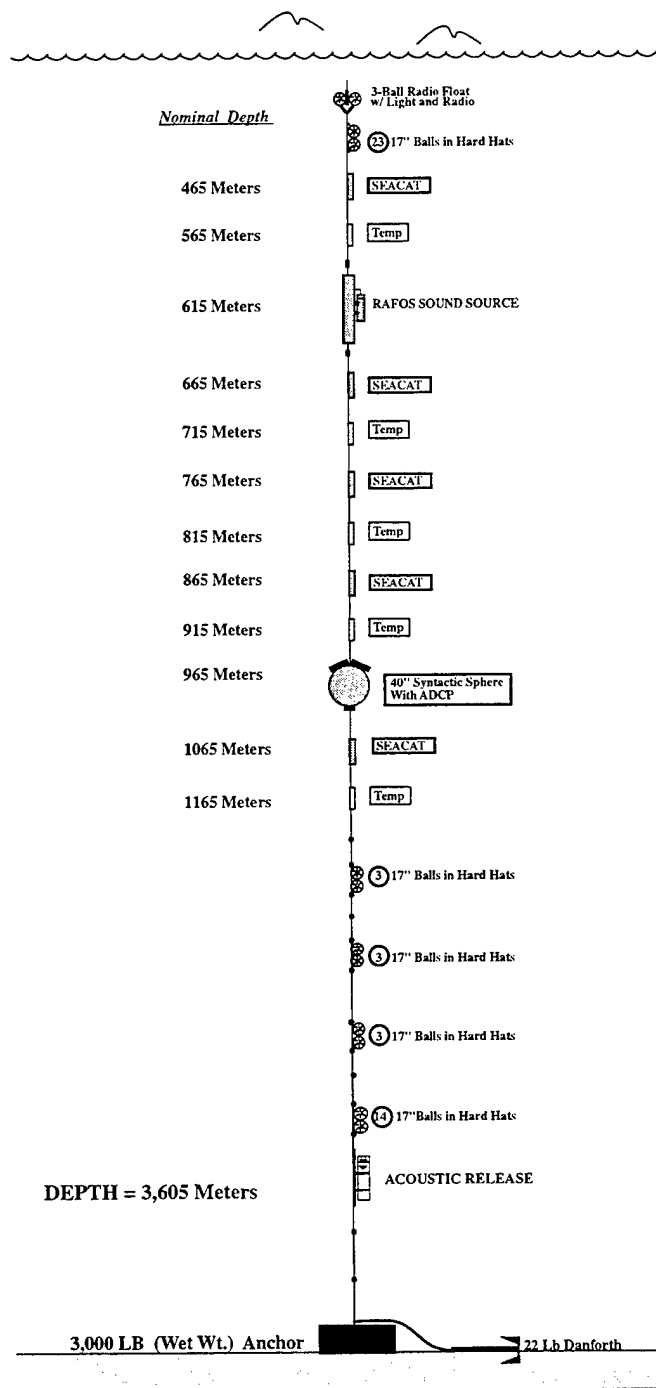 3-Ball Radio Float
w/ Light and Radio
Nominal Depth
23 17" Balls in Hard Hats
465 Meters SEACAT
565 Meters Temp
615 Meters RAFOS SOUND SOURCE
665 Meters SEACAT
715 Meters Temp
765 Meters SEACAT
815 Meters Temp
865 Meters SEACAT
915 Meters Temp
965 Meters
40" Syntactic Sphere
With ADCP
1065 Meters SEACAT
1165 Meters Temp
3 17" Balls in Hard Hats
3 17" Balls in Hard Hats
3 17" Balls in Hard Hats
14 17"Balls in Hard Hats
ACOUSTIC RELEASE
DEPTH = 3,605 Meters
3,000 LB (Wet Wt.) Anchor
22 Lb Danforth